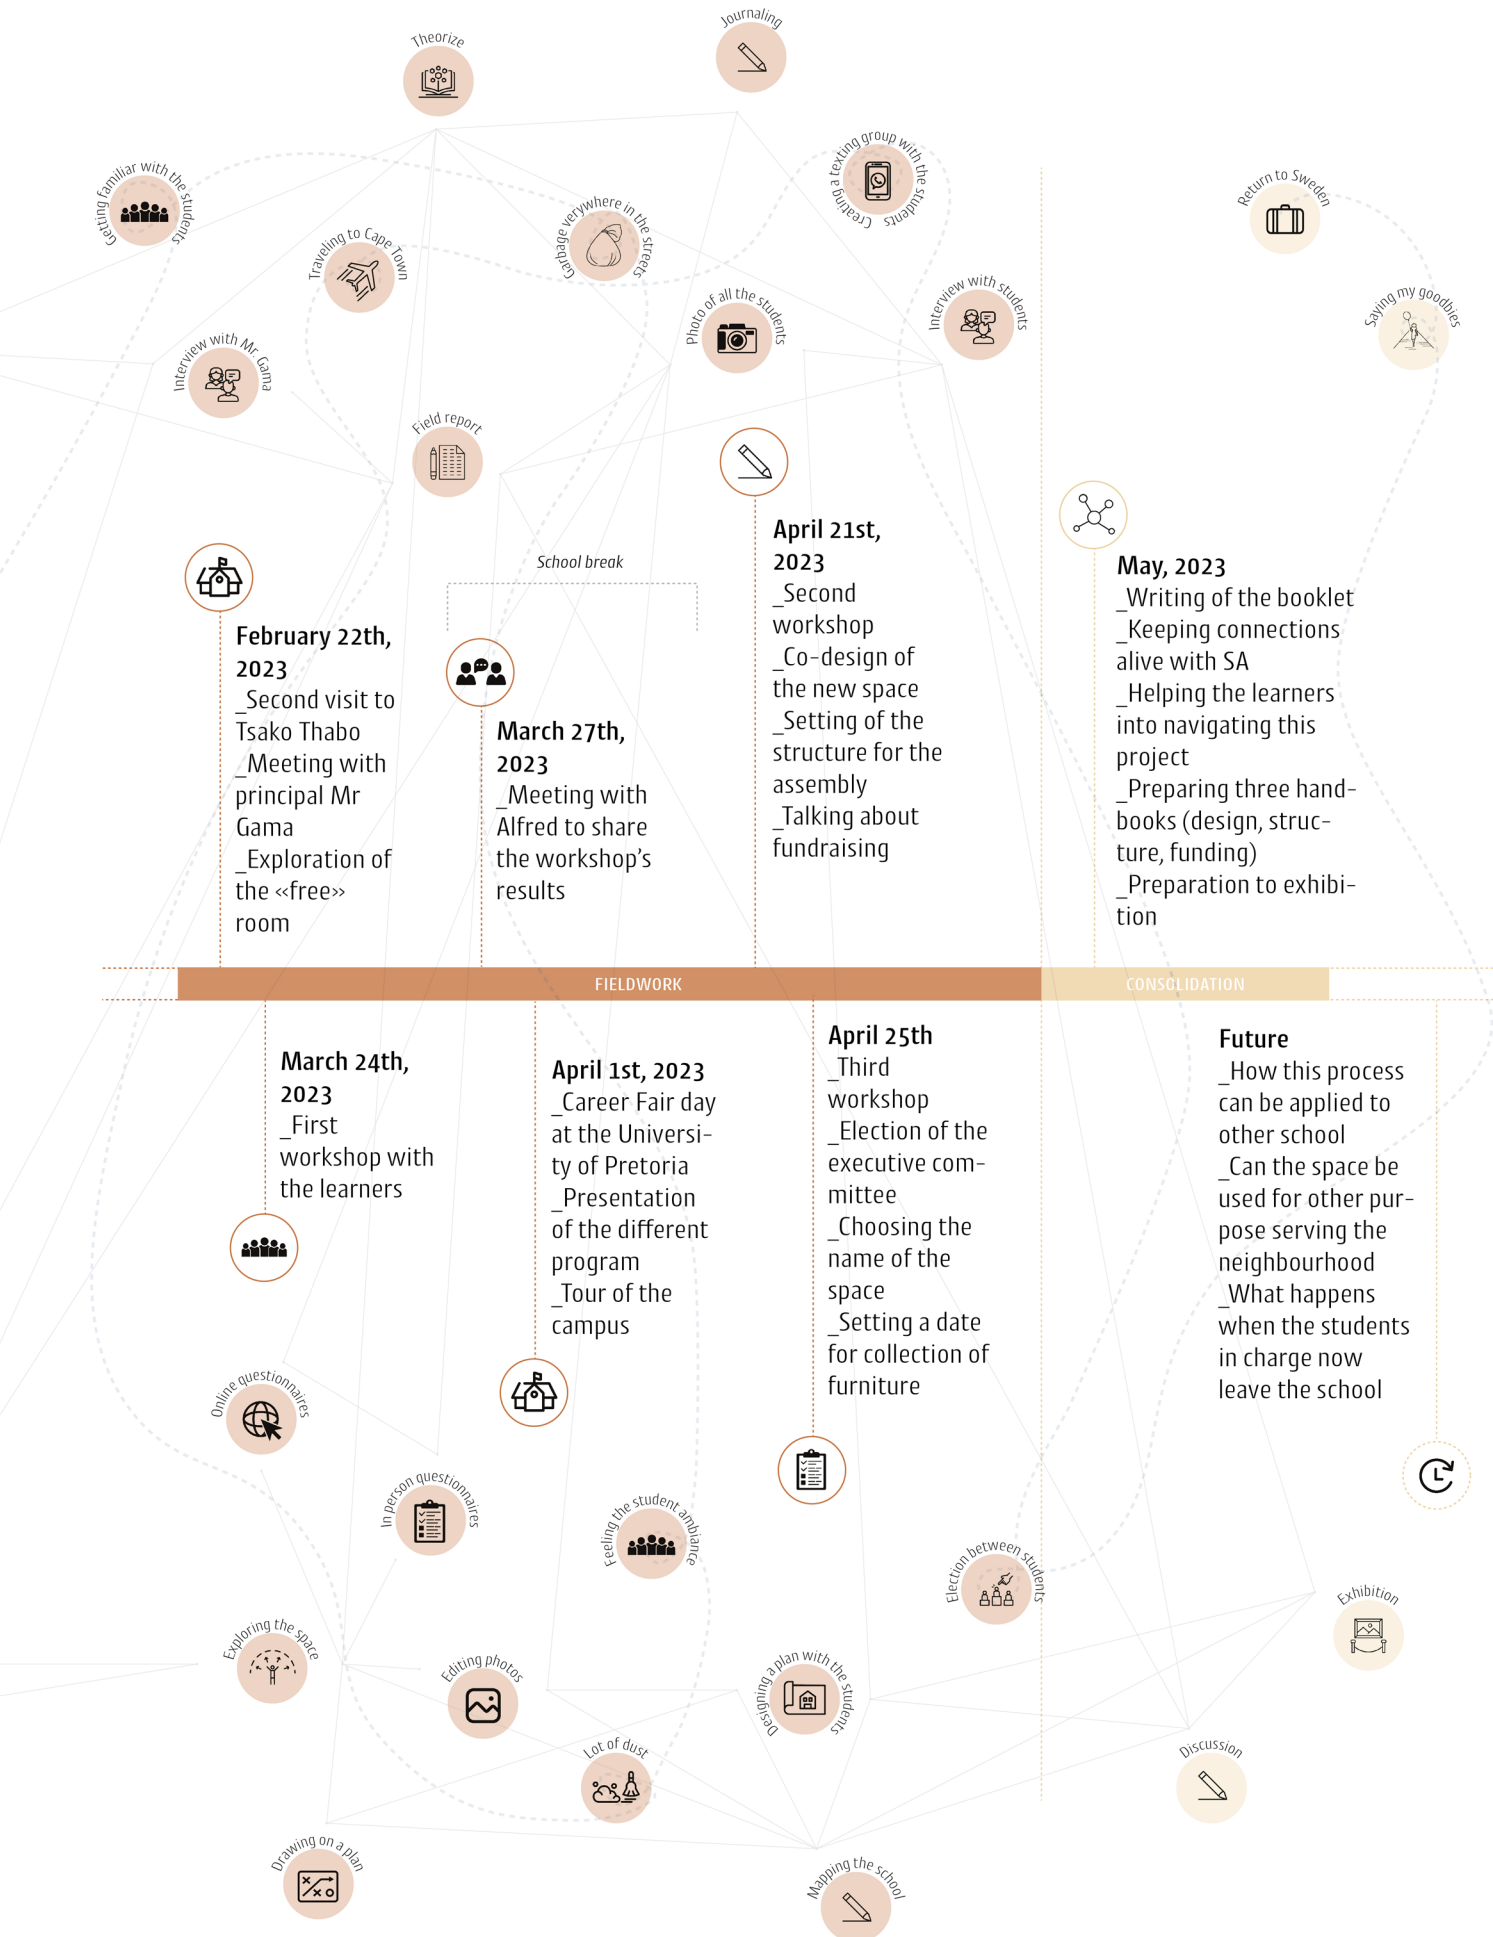 Journaling
Theorize
Creating a texting group with the students
Getting familiar with the students
Return to Sweden
Garbage verywhere in the streets
Traveling to Cape Town
Photo of all the students
Interview with students
Saying my goodbies
Interview with Mr. Gama
Field report
School break
February 22th,
2023
_Second visit to
Tsako Thabo
_Meeting with
principal Mr
Gama
_Exploration of
the «free»
room
March 27th,
2023
_Meeting with
Alfred to share
the workshop's
results
April 21st,
2023
_Second
workshop
_Co-design of
the new space
_Setting of the
structure for the
assembly
_Talking about
fundraising
May, 2023
_Writing of the booklet
_Keeping connections
alive with SA
_Helping the learners
into navigating this
project
_Preparing three hand-
books (design, struc-
ture, funding)
_Preparation to exhibi-
tion
FIELDWORK
CONSOLIDATION
March 24th,
2023
_First
workshop with
the learners
April 1st, 2023
_Career Fair day
at the Universi-
ty of Pretoria
_Presentation
of the different
program
_Tour of the
campus
April 25th
_Third
workshop
_Election of the
executive com-
mittee
_Choosing the
name of the
space
_Setting a date
for collection of
furniture
Future
_How this process
can be applied to
other school
_Can the space be
used for other pur-
pose serving the
neighbourhood
_What happens
when the students
in charge now
leave the school
Online questionnaires
In person questionnaires
Feeling the student ambiance
Election between students
Exhibition
Exploring the space
Editing photos
Designing a plan with the students
Lot of dust
Discussion
Drawing on a plan
Mapping the school